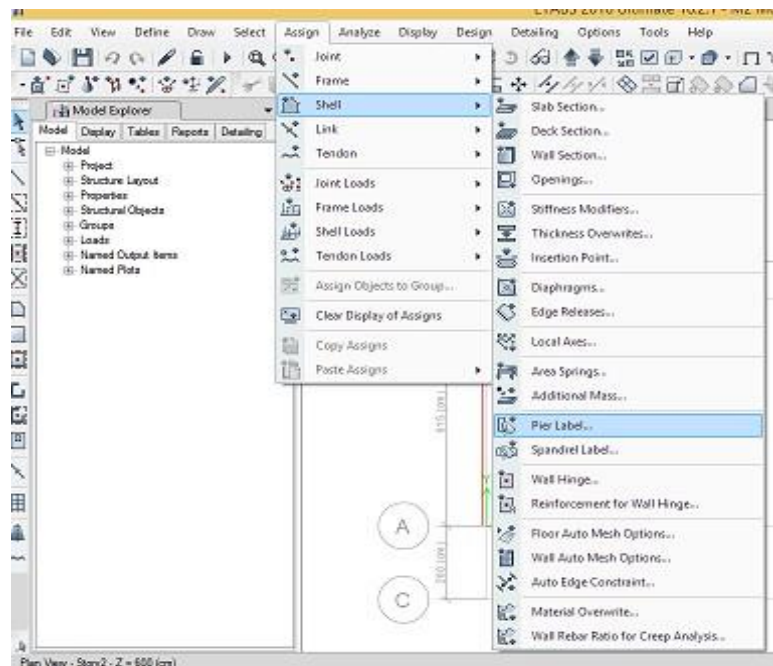 File Edit View Define Draw Select Assign Analyze Display Design Detailing Options Tools Help
Model Explorer
Model Display Tables Reports Detailing
Model
Project
Structure Layout
Properties
Structural Objects
Groups
Loads
Named Output Items
Named Plots
Joint
Frame
Shell
Link
Tendon
Joint Loads
Frame Loads
Shell Loads
Tendon Loads
Assign Objects to Group...
Clear Display of Assigns
Copy Assigns
Paste Assigns
Slab Section...
Deck Section...
Wall Section...
Openings...
Stiffness Modifiers...
Thickness Overwrites...
Insertion Point...
Diaphragms...
Edge Releases...
Local Axes...
Area Springs...
Additional Mass...
Pier Label...
Spandrel Label...
Wall Hinge...
Reinforcement for Wall Hinge...
Floor Auto Mesh Options...
Wall Auto Mesh Options...
Auto Edge Constraint...
Material Overwrite...
Wall Rebar Ratio for Creep Analysis...
A
C
Plan View - Story2 - Z = 600 (cm)